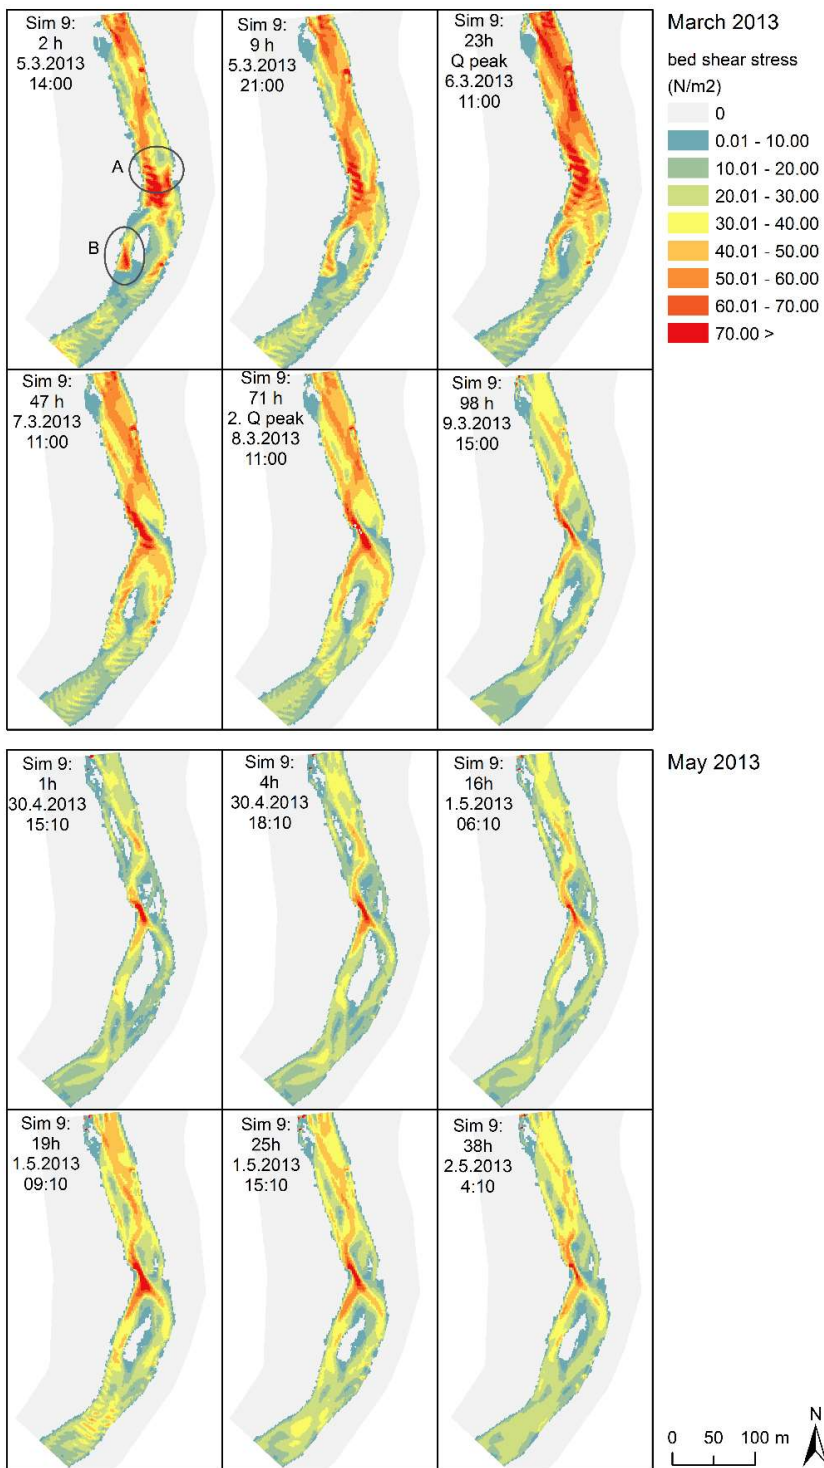 Sim 9:
2 h
5.3.2013
14:00
A
B
Sim 9:
9 h
5.3.2013
21:00
Sim 9:
23h
Q peak
6.3.2013
11:00
March 2013
bed shear stress
(N/m2)
0
0.01 - 10.00
10.01 - 20.00
20.01 - 30.00
30.01 - 40.00
40.01 - 50.00
50.01 - 60.00
60.01 - 70.00
70.00 >
Sim 9:
47 h
7.3.2013
11:00
Sim 9:
71 h
2. Q peak
8.3.2013
11:00
Sim 9:
98 h
9.3.2013
15:00
May 2013
Sim 9:
1h
30.4.2013
15:10
Sim 9:
4h
30.4.2013
18:10
Sim 9:
16h
1.5.2013
06:10
Sim 9:
19h
1.5.2013
09:10
Sim 9:
25h
1.5.2013
15:10
Sim 9:
38h
2.5.2013
4:10
N
0 50 100 m